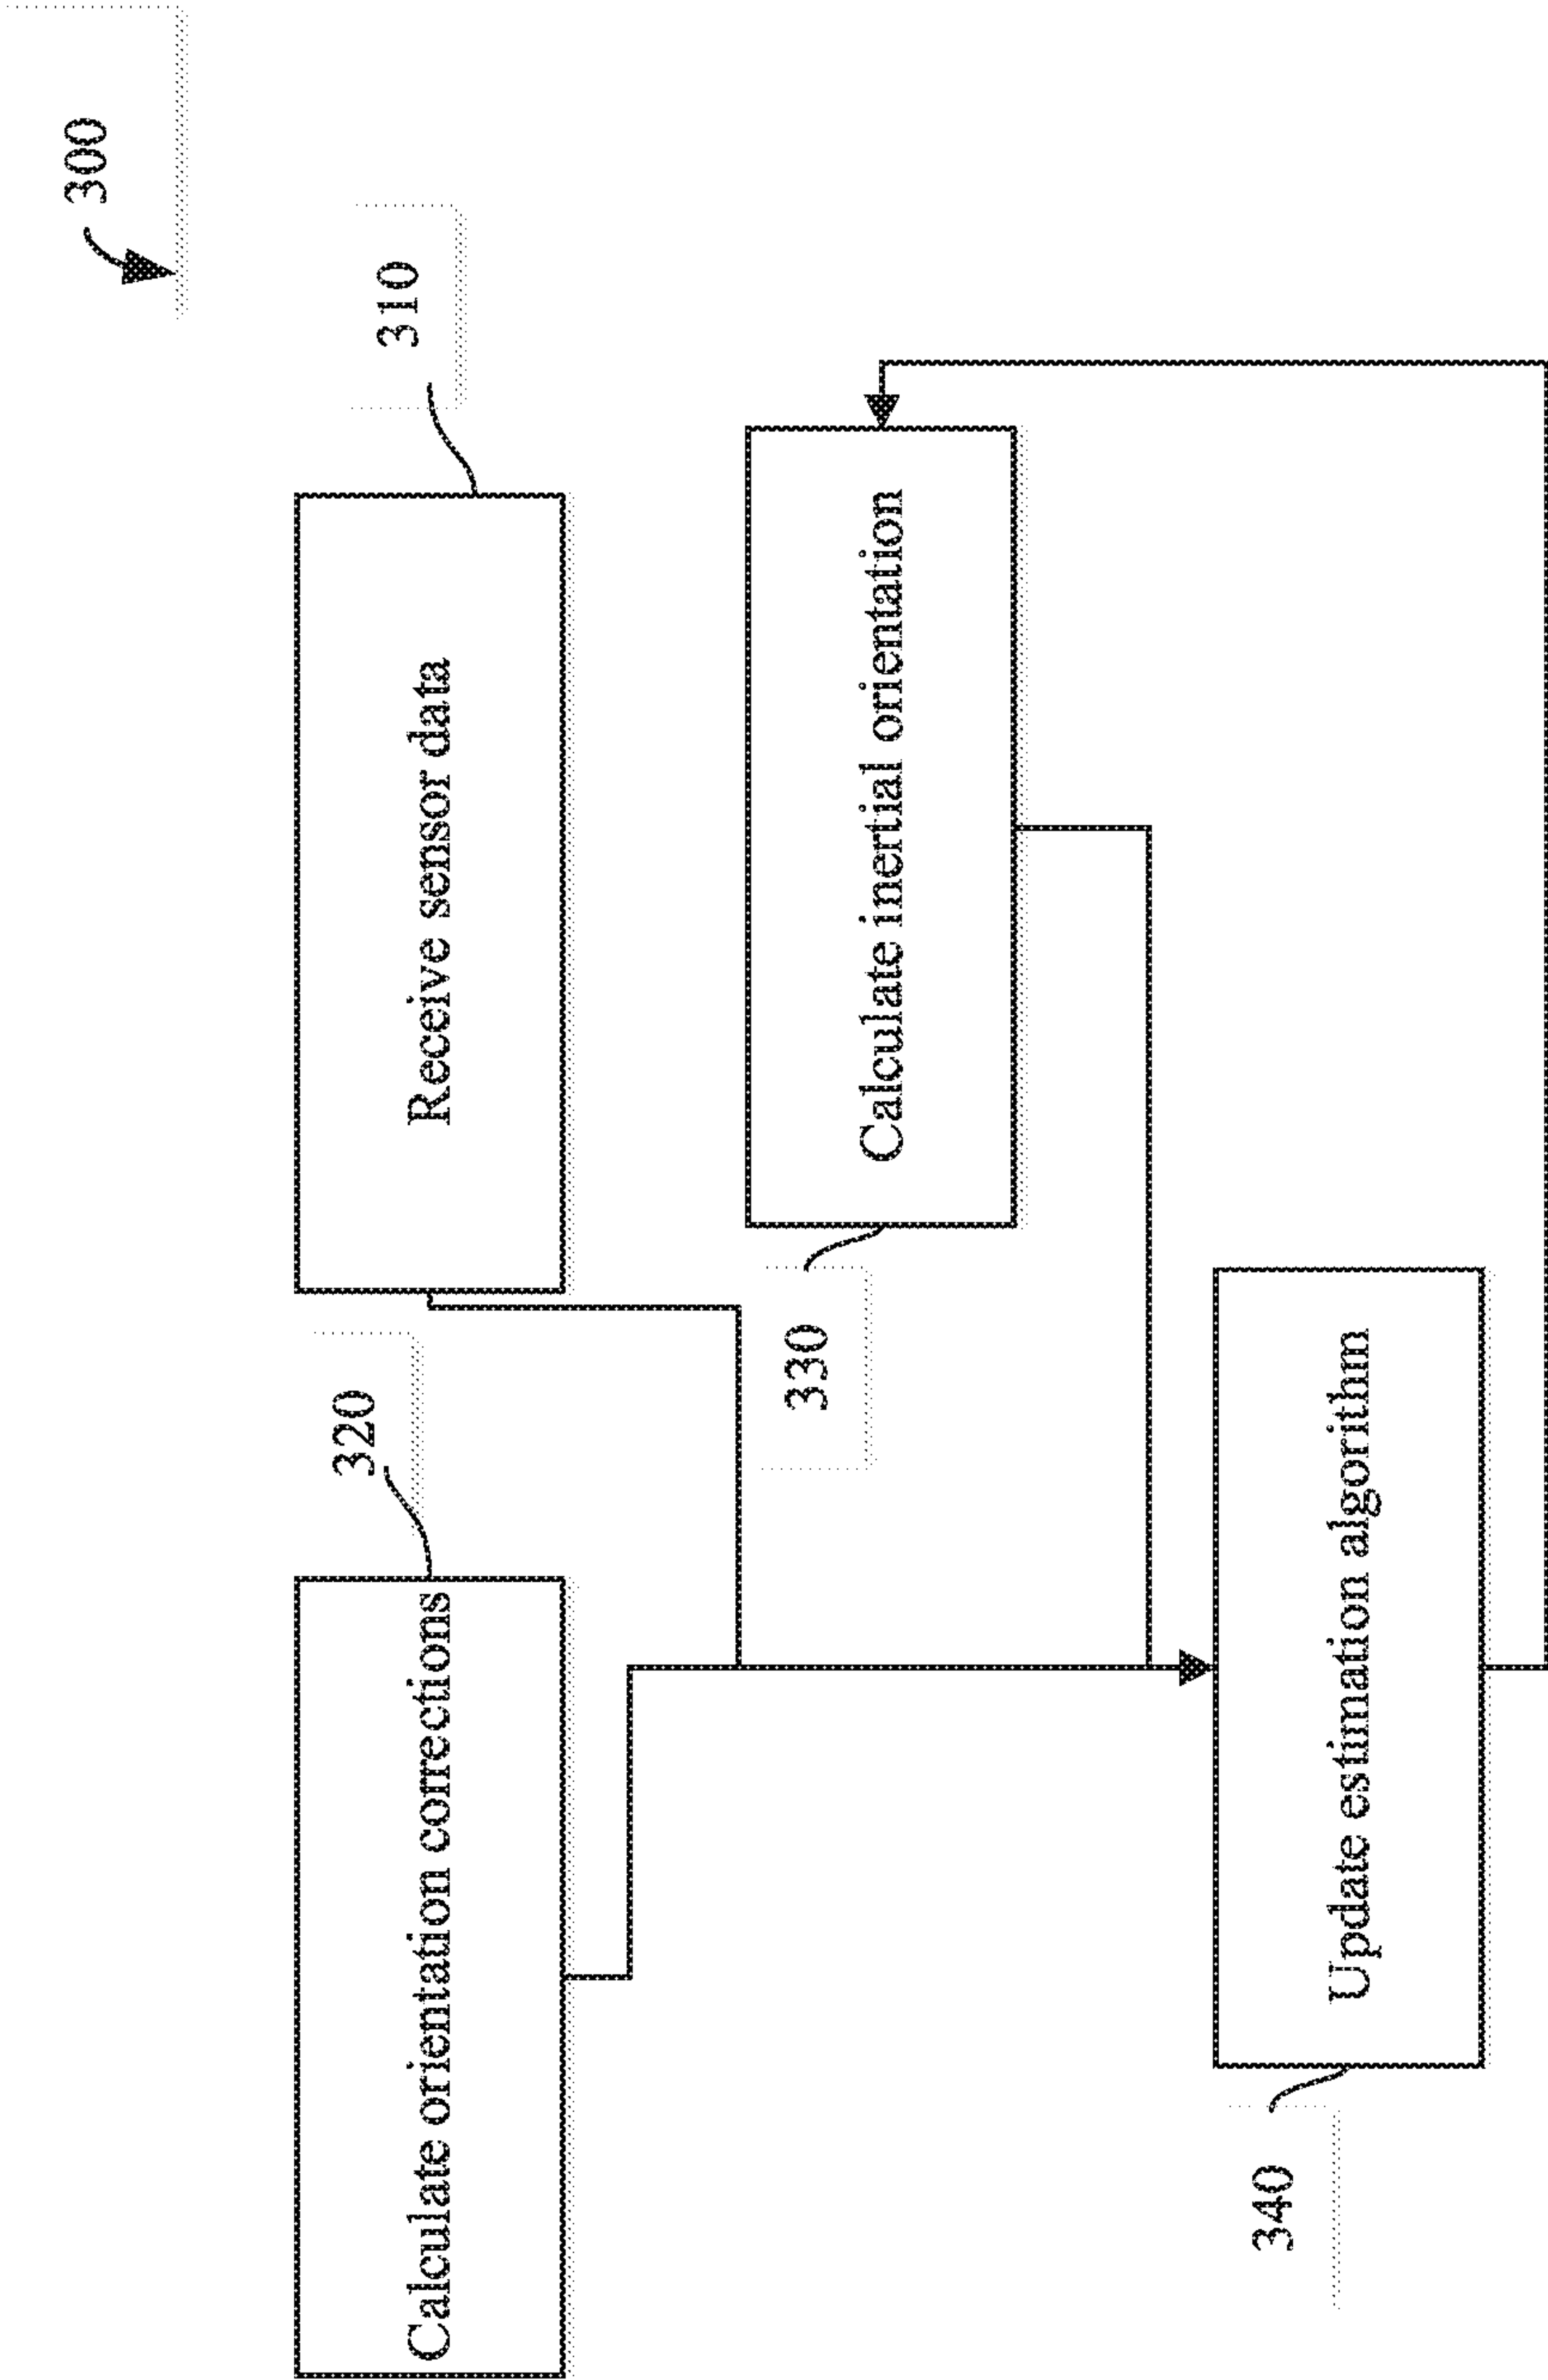 300
310
Receive sensor data
320
Calculate orientation corrections
330
Calculate inertial orientation
340
Update estimation algorithm